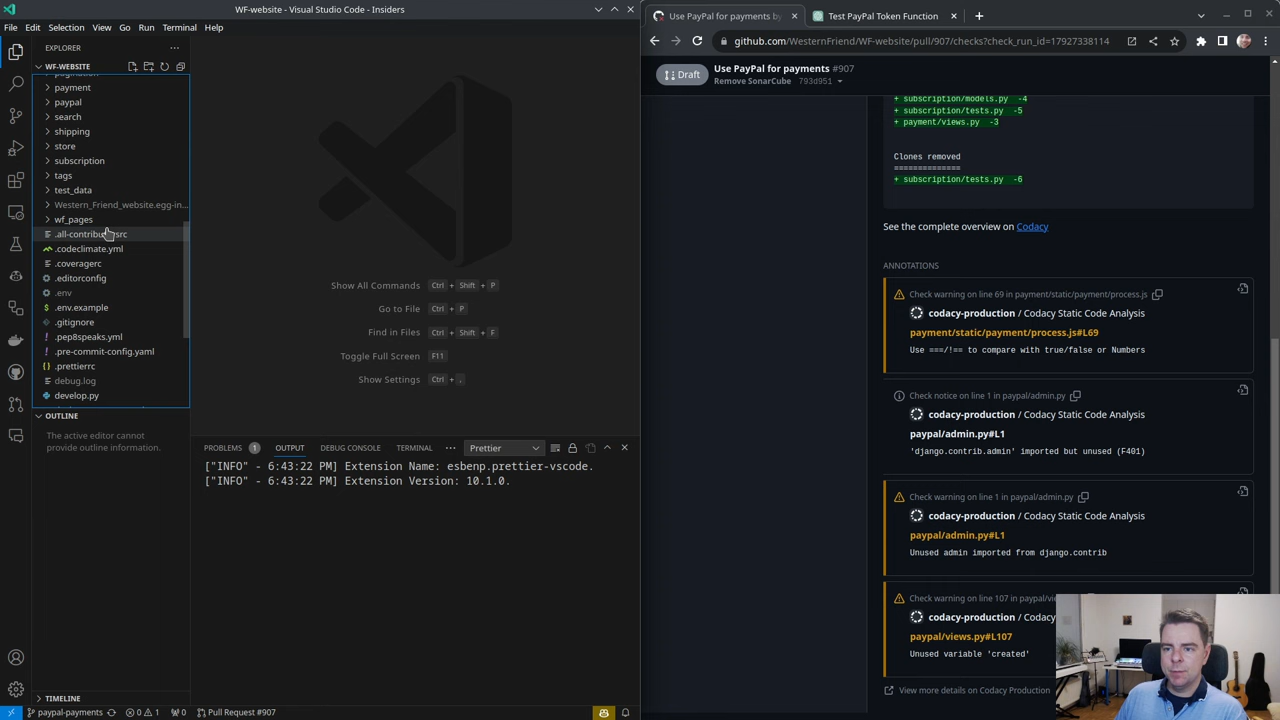 WF-website - Visual Studio Code - Insiders
File Edit Selection View Go Run Terminal Help
EXPLORER
WF-WEBSITE
pagination
payment
paypal
search
shipping
store
subscription
tags
test_data
Western_Friend_website.egg-in...
wf_pages
.codeclimate.yml
.coveragerc
.editorconfig
.env
.env.example
.gitignore
.pep8speaks.yml
.pre-commit-config.yaml
.prettierrc
debug.log
develop.py
OUTLINE
The active editor cannot
provide outline information.
TIMELINE
Show All Commands Ctrl + Shift + P
Go to File Ctrl + P
Find in Files Ctrl + Shift + F
Toggle Full Screen F11
Show Settings Ctrl + ,
PROBLEMS 1 OUTPUT DEBUG CONSOLE TERMINAL Prettier
["INFO" - 6:43:22 PM] Extension Name: esbenp.prettier-vscode.
["INFO" - 6:43:22 PM] Extension Version: 10.1.0.
paypal-payments 0 1 0 Pull Request #907
Use PayPal for payments by
Test PayPal Token Function
github.com/WesternFriend/WF-website/pull/907/checks?check_run_id=17927338114
Draft
Use PayPal for payments #907
Remove SonarCube 793d951
+ subscription/models.py -4
+ subscription/tests.py -5
+ payment/views.py -3
Clones removed
==============
+ subscription/tests.py -6
See the complete overview on Codacy
ANNOTATIONS
Check warning on line 69 in payment/static/payment/process.js
codacy-production / Codacy Static Code Analysis
payment/static/payment/process.js#L69
Use ===/!== to compare with true/false or Numbers
Check notice on line 1 in paypal/admin.py
codacy-production / Codacy Static Code Analysis
paypal/admin.py#L1
'django.contrib.admin' imported but unused (F401)
Check warning on line 1 in paypal/admin.py
codacy-production / Codacy Static Code Analysis
paypal/admin.py#L1
Unused admin imported from django.contrib
Check warning on line 107 in paypal/vie
codacy-production / Codacy
paypal/views.py#L107
Unused variable 'created'
View more details on Codacy Production